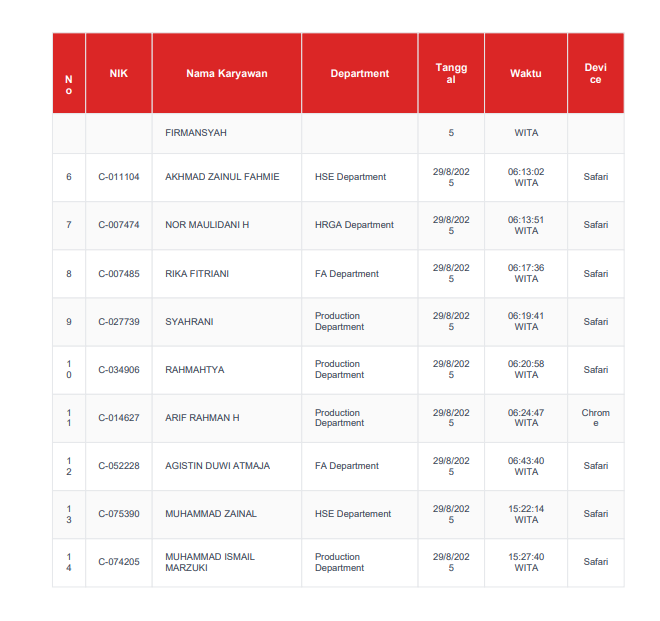 No NIK Nama Karyawan Department Tanggal Waktu Device
FIRMANSYAH 5 WITA
6 C-011104 AKHMAD ZAINUL FAHMIE HSE Department 29/8/2025 06:13:02 WITA Safari
7 C-007474 NOR MAULIDANI H HRGA Department 29/8/2025 06:13:51 WITA Safari
8 C-007485 RIKA FITRIANI FA Department 29/8/2025 06:17:36 WITA Safari
9 C-027739 SYAHRANI Production Department 29/8/2025 06:19:41 WITA Safari
10 C-034906 RAHMAHTYA Production Department 29/8/2025 06:20:58 WITA Safari
11 C-014627 ARIF RAHMAN H Production Department 29/8/2025 06:24:47 WITA Chrome
12 C-052228 AGISTIN DUWI ATMAJA FA Department 29/8/2025 06:43:40 WITA Safari
13 C-075390 MUHAMMAD ZAINAL HSE Departement 29/8/2025 15:22:14 WITA Safari
14 C-074205 MUHAMMAD ISMAIL MARZUKI Production Department 29/8/2025 15:27:40 WITA Safari